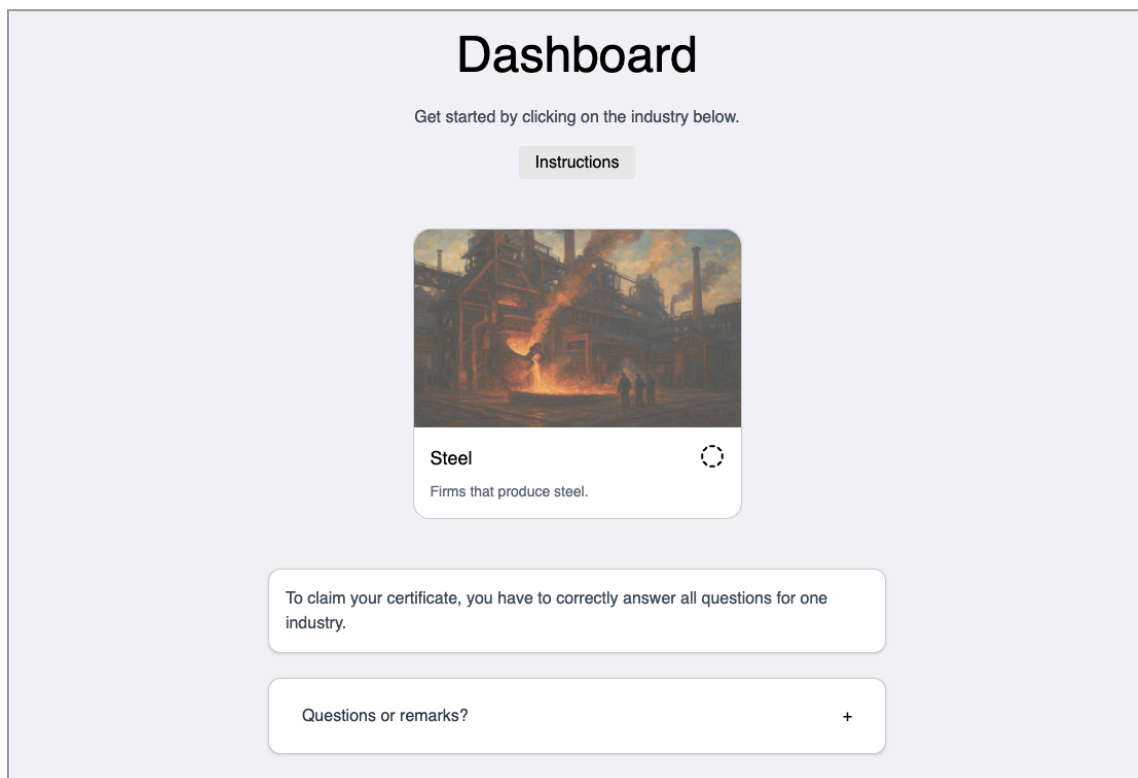 Dashboard
Get started by clicking on the industry below.
Instructions
Steel
Firms that produce steel.
To claim your certificate, you have to correctly answer all questions for one
industry.
Questions or remarks?
+